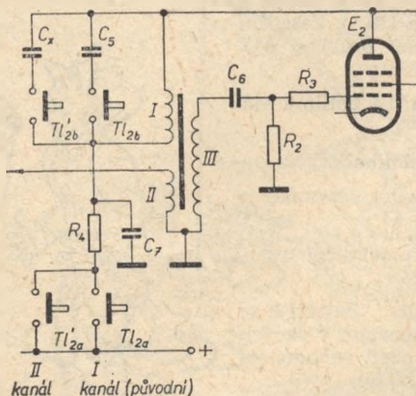 E₂
Cₓ
C₅
C₆
I
R₃
Tl'₂b
Tl₂b
III
R₂
II
R₄
C₇
Tl'₂a
Tl₂a
+
II I
kanál kanál (původní)